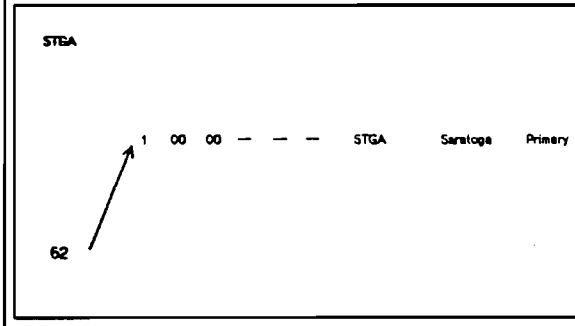 STGA
1 00 00 — — — STGA Saratoga Primary
62